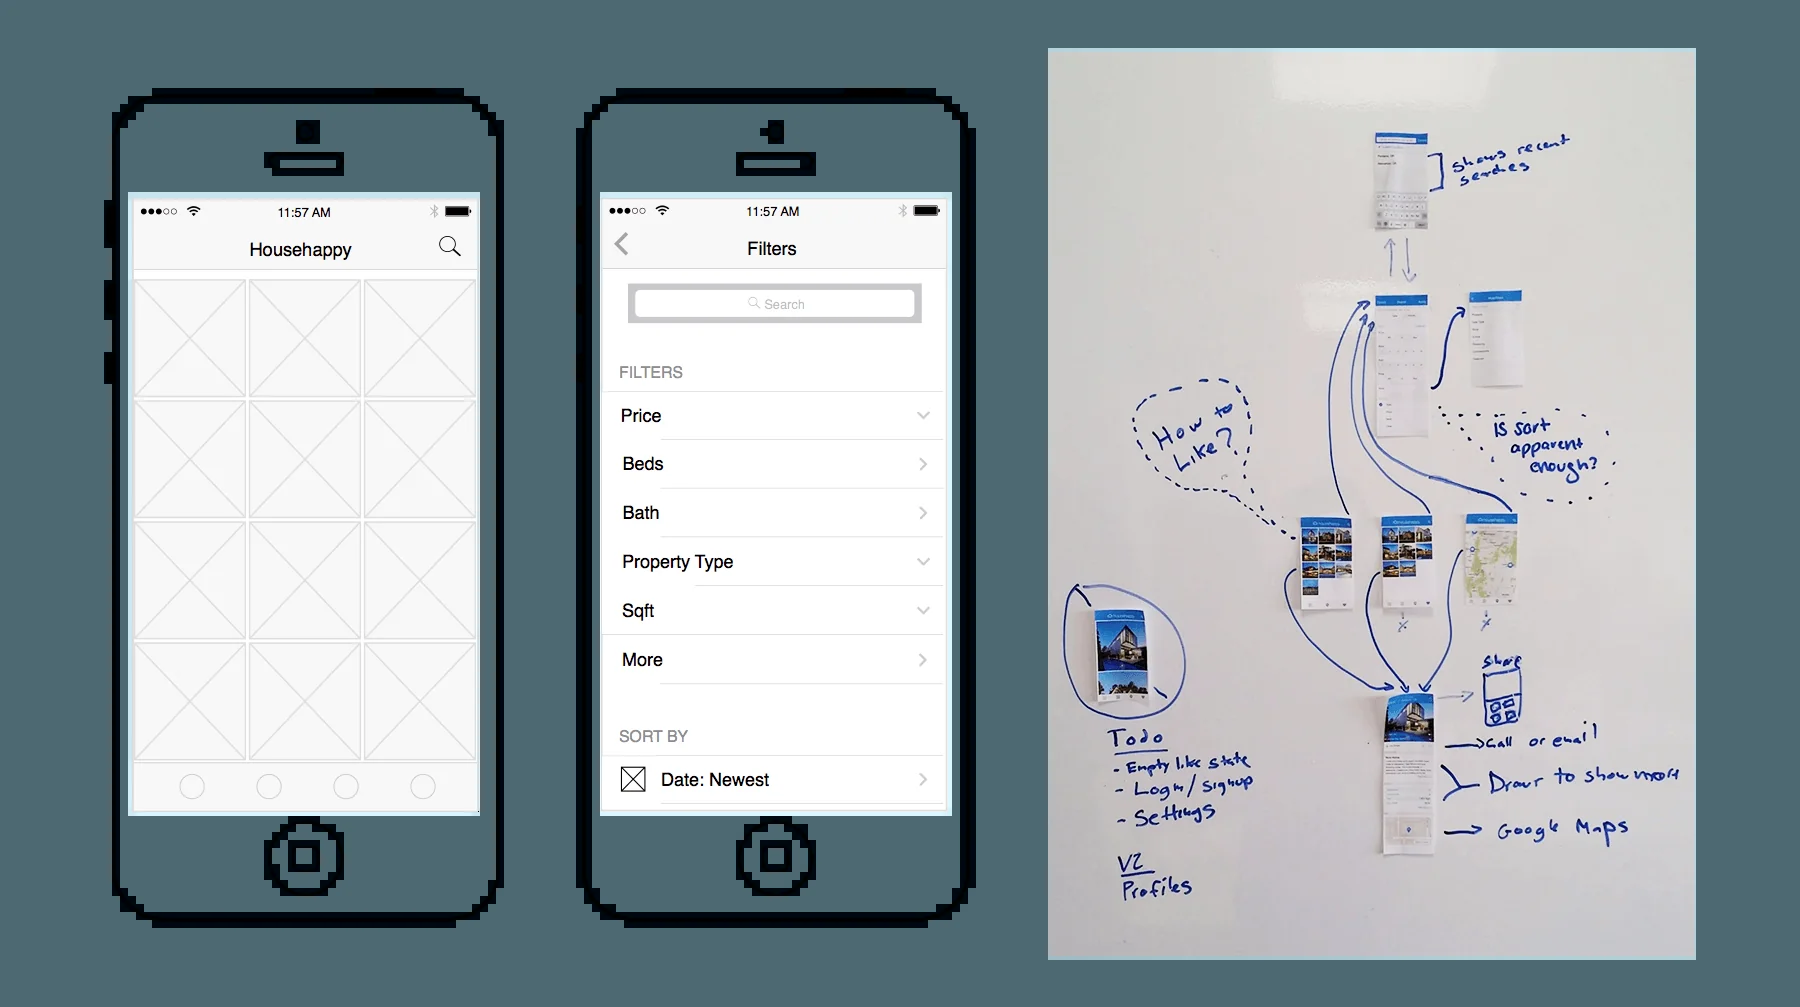 11:57 AM
Househappy
11:57 AM
Filters
Search
FILTERS
Price
Beds
Bath
Property Type
Sqft
More
SORT BY
Date: Newest
Shows recent
searches
How to
Like?
Is sort
apparent
enough?
Share
Call or email
Drawr to show more
Google Maps
Todo
- Empty like state
- Login / Signup
- Settings
V2
Profiles